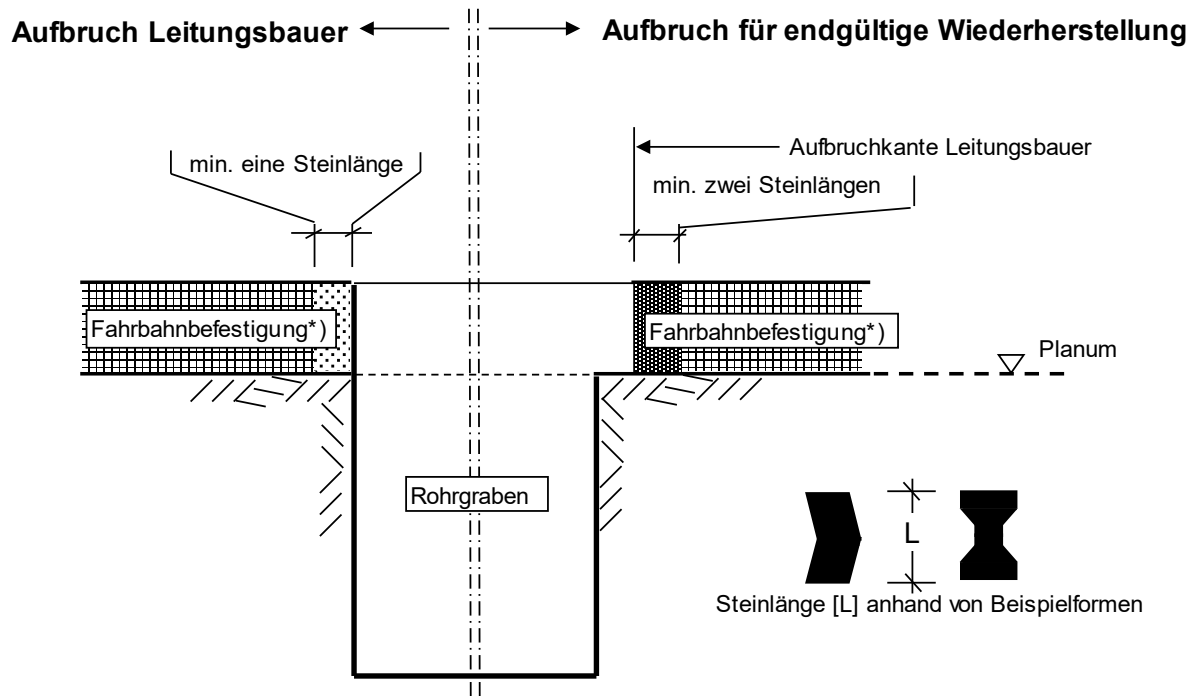 Aufbruch Leitungsbauer
Aufbruch für endgültige Wiederherstellung
min. eine Steinlänge
Aufbruchkante Leitungsbauer
min. zwei Steinlängen
Fahrbahnbefestigung*)
Fahrbahnbefestigung*)
Planum
Rohrgraben
L
Steinlänge [L] anhand von Beispielformen